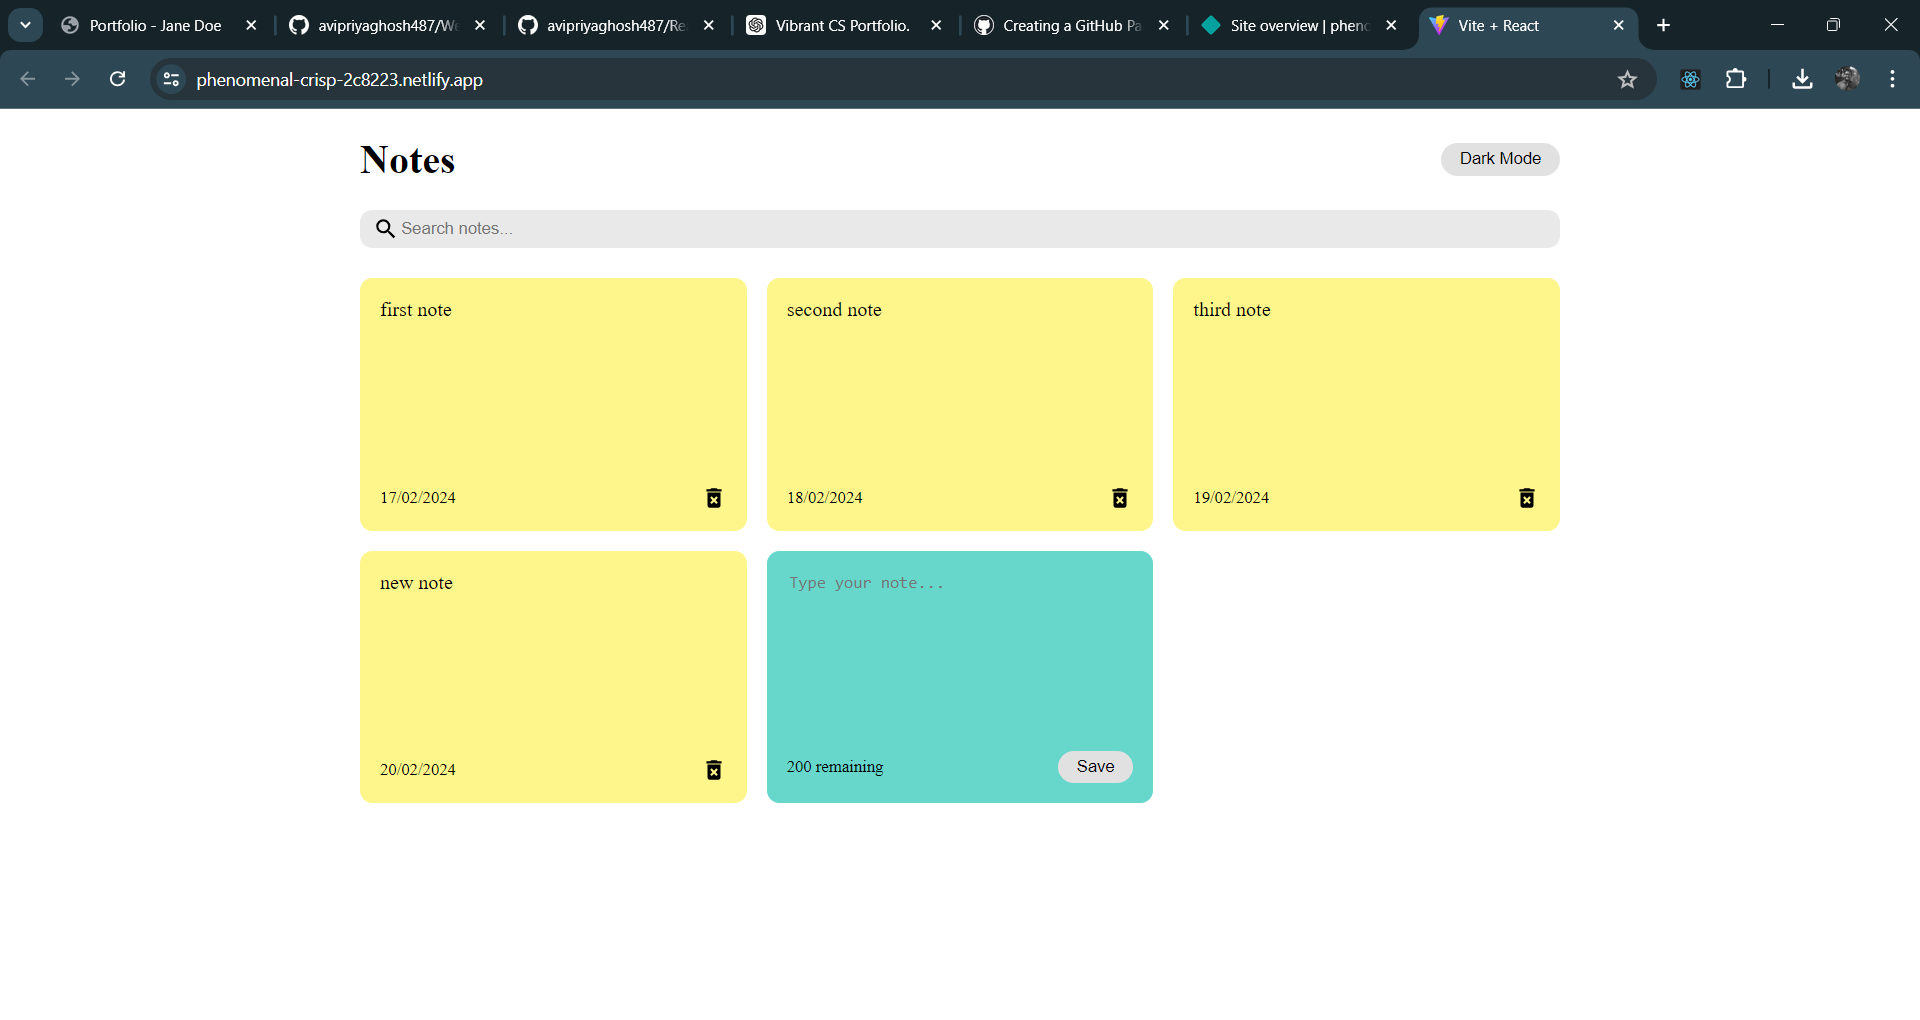 Portfolio - Jane Doe
avipriyaghosh487/We
avipriyaghosh487/Re
Vibrant CS Portfolio.
Creating a GitHub Pa
Site overview | pheno
Vite + React
phenomenal-crisp-2c8223.netlify.app
Notes
Dark Mode
Search notes...
first note
second note
third note
17/02/2024
18/02/2024
19/02/2024
new note
Type your note...
20/02/2024
200 remaining
Save